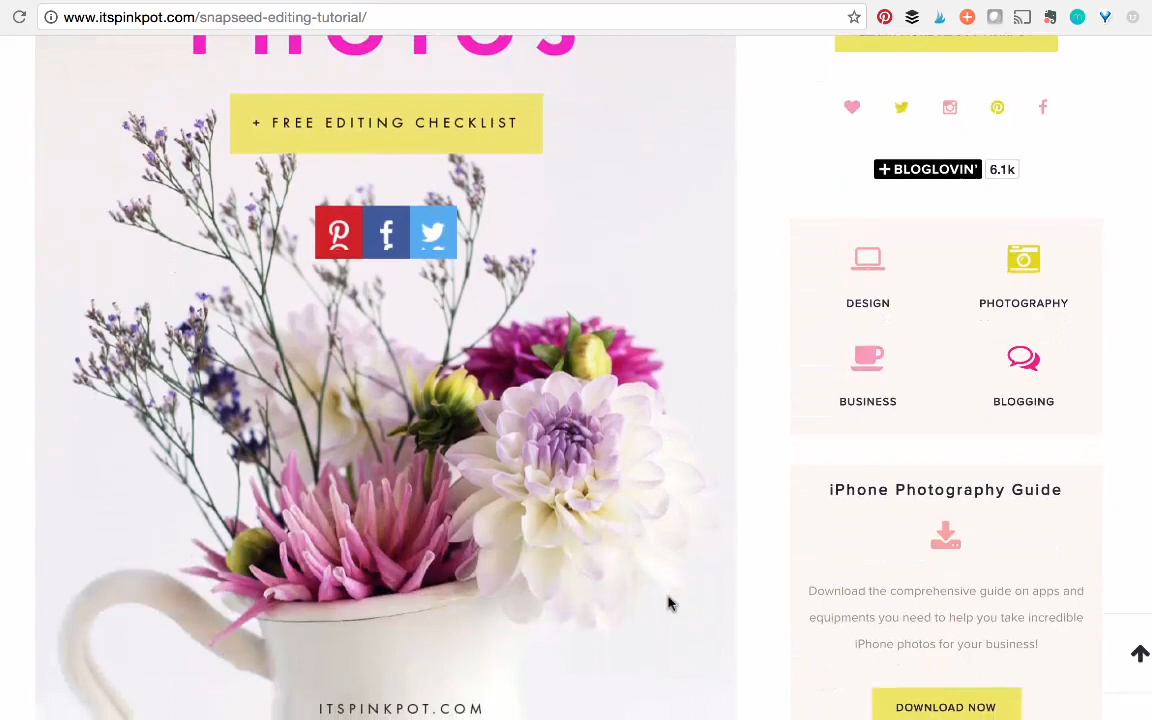 www.itspinkpot.com/snapseed-editing-tutorial/
PHOTOS
+ FREE EDITING CHECKLIST
ITSPINKPOT.COM
+ BLOGLOVIN' 6.1k
DESIGN
PHOTOGRAPHY
BUSINESS
BLOGGING
iPhone Photography Guide
Download the comprehensive guide on apps and
equipments you need to help you take incredible
iPhone photos for your business!
DOWNLOAD NOW